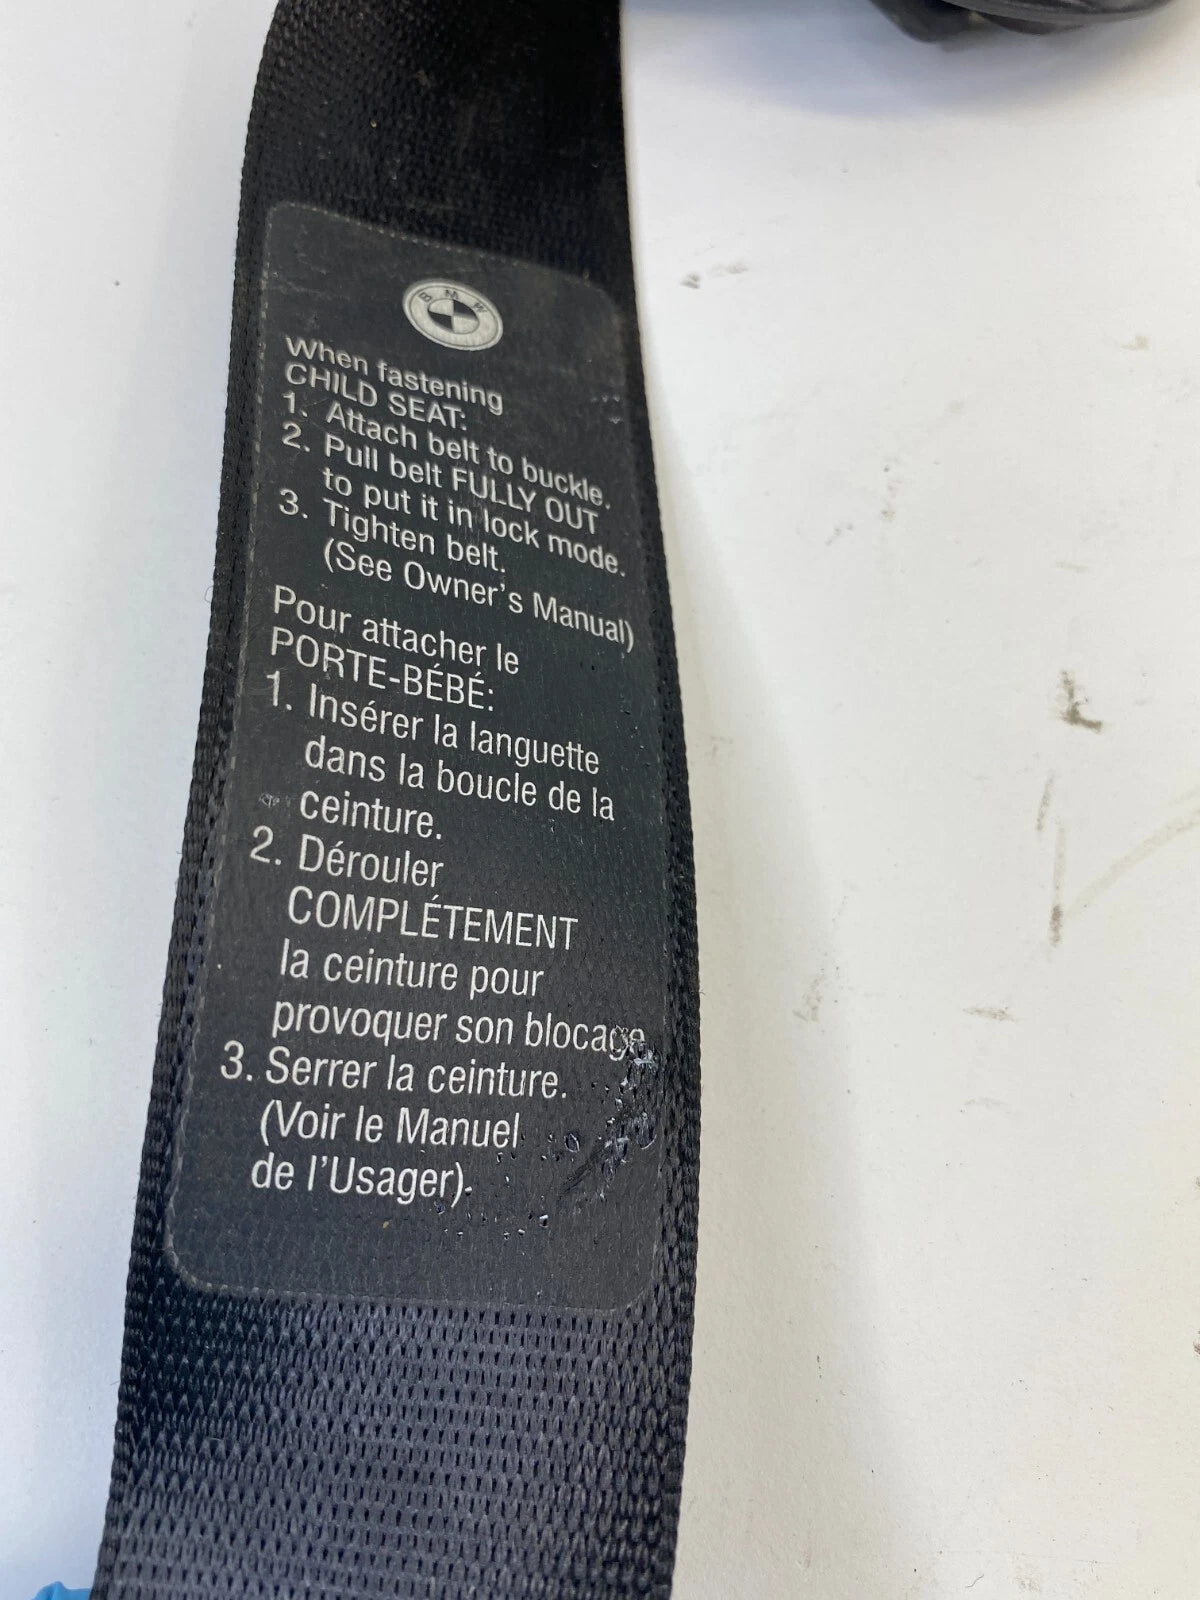 BMW
When fastening
CHILD SEAT:
1. Attach belt to buckle.
2. Pull belt FULLY OUT
to put it in lock mode.
3. Tighten belt.
(See Owner's Manual)
Pour attacher le
PORTE-BÉBÉ:
1. Insérer la languette
dans la boucle de la
ceinture.
2. Dérouler
COMPLÉTEMENT
la ceinture pour
provoquer son blocage
3. Serrer la ceinture.
(Voir le Manuel
de l'Usager).